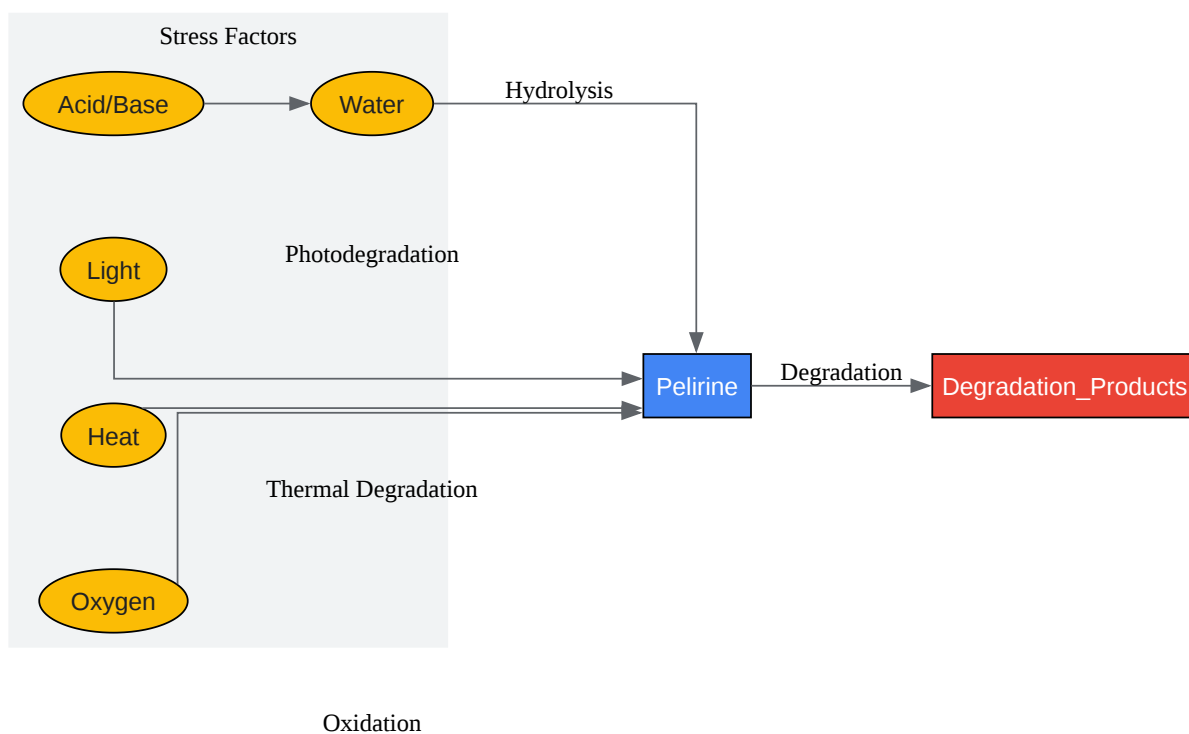 Stress Factors
Acid/Base
Water
Hydrolysis
Light
Photodegradation
Pelirine
Degradation
Degradation_Products
Heat
Thermal Degradation
Oxygen
Oxidation